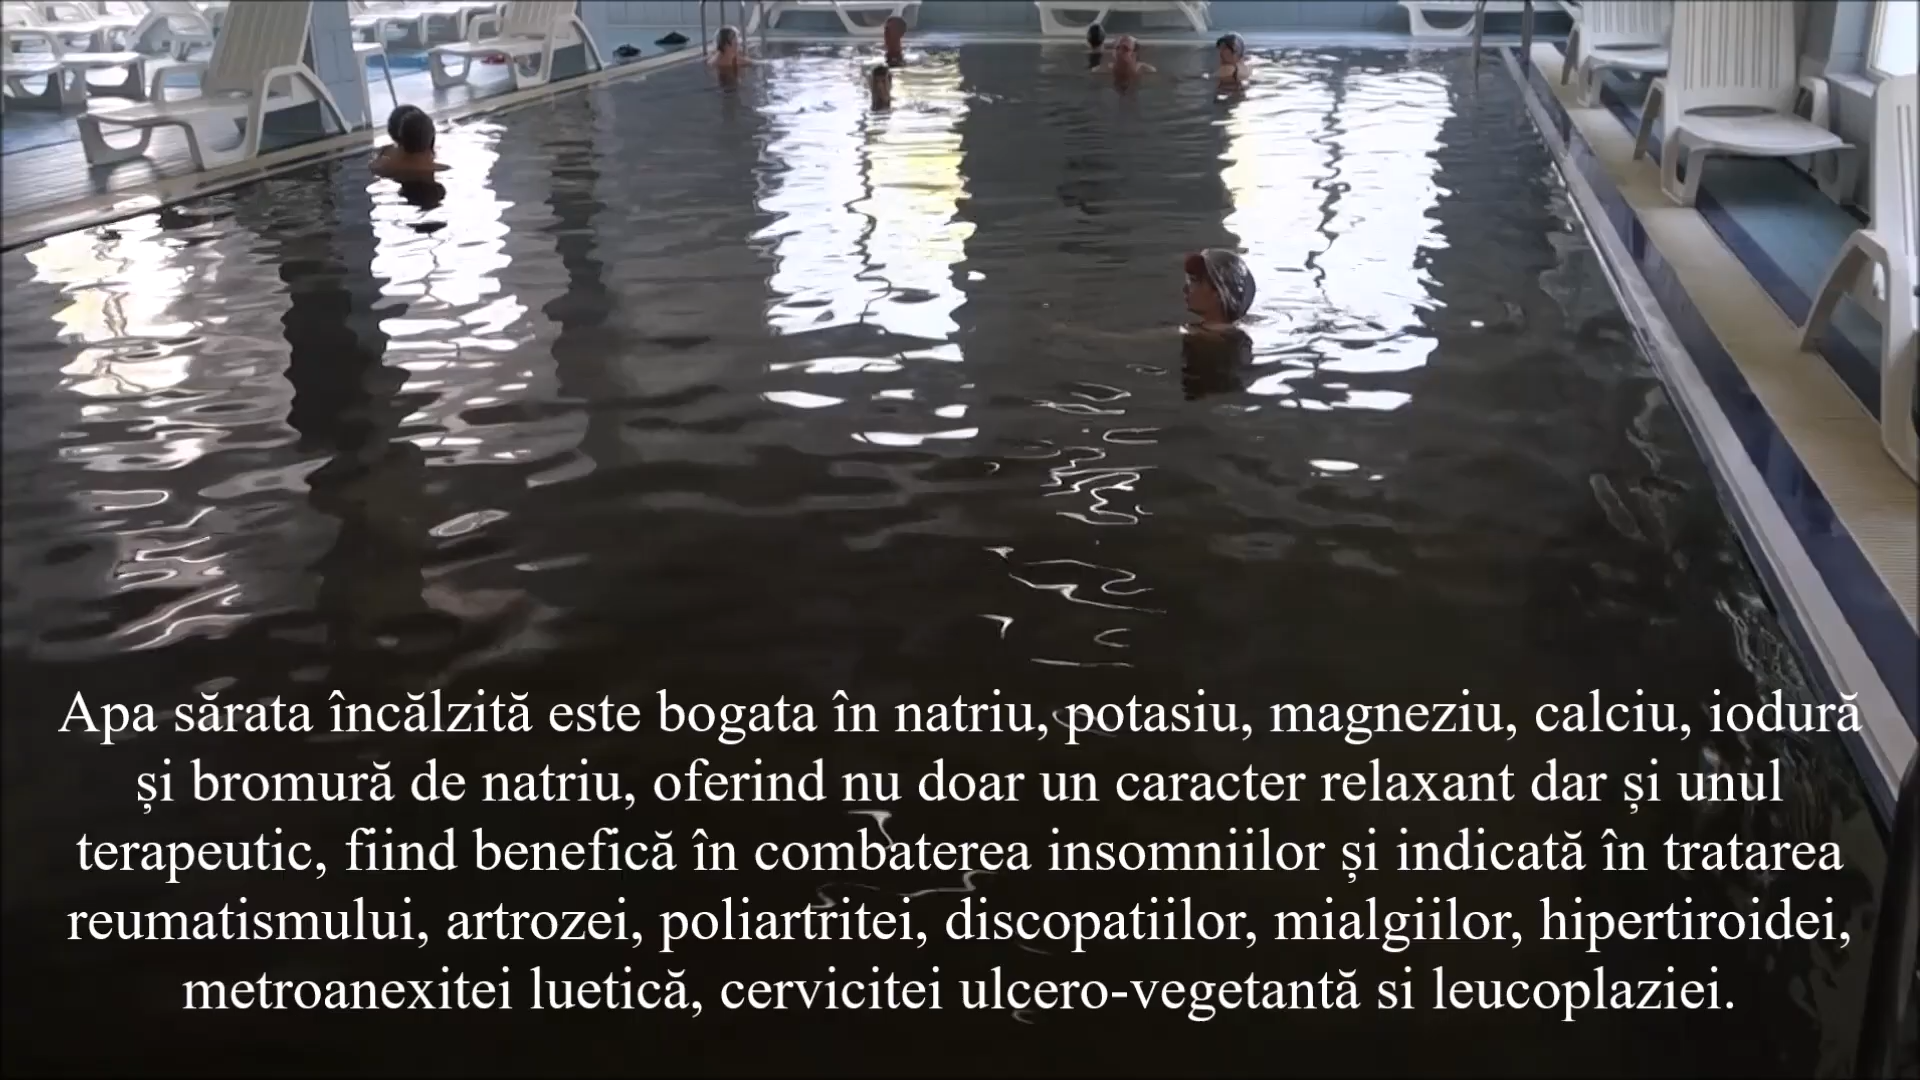 Apa sărata încălzită este bogata în natriu, potasiu, magneziu, calciu, iodură
și bromură de natriu, oferind nu doar un caracter relaxant dar și unul
terapeutic, fiind benefică în combaterea insomniilor și indicată în tratarea
reumatismului, artrozei, poliartritei, discopatiilor, mialgiilor, hipertiroidei,
metroanexitei luetică, cervicitei ulcero-vegetantă si leucoplaziei.